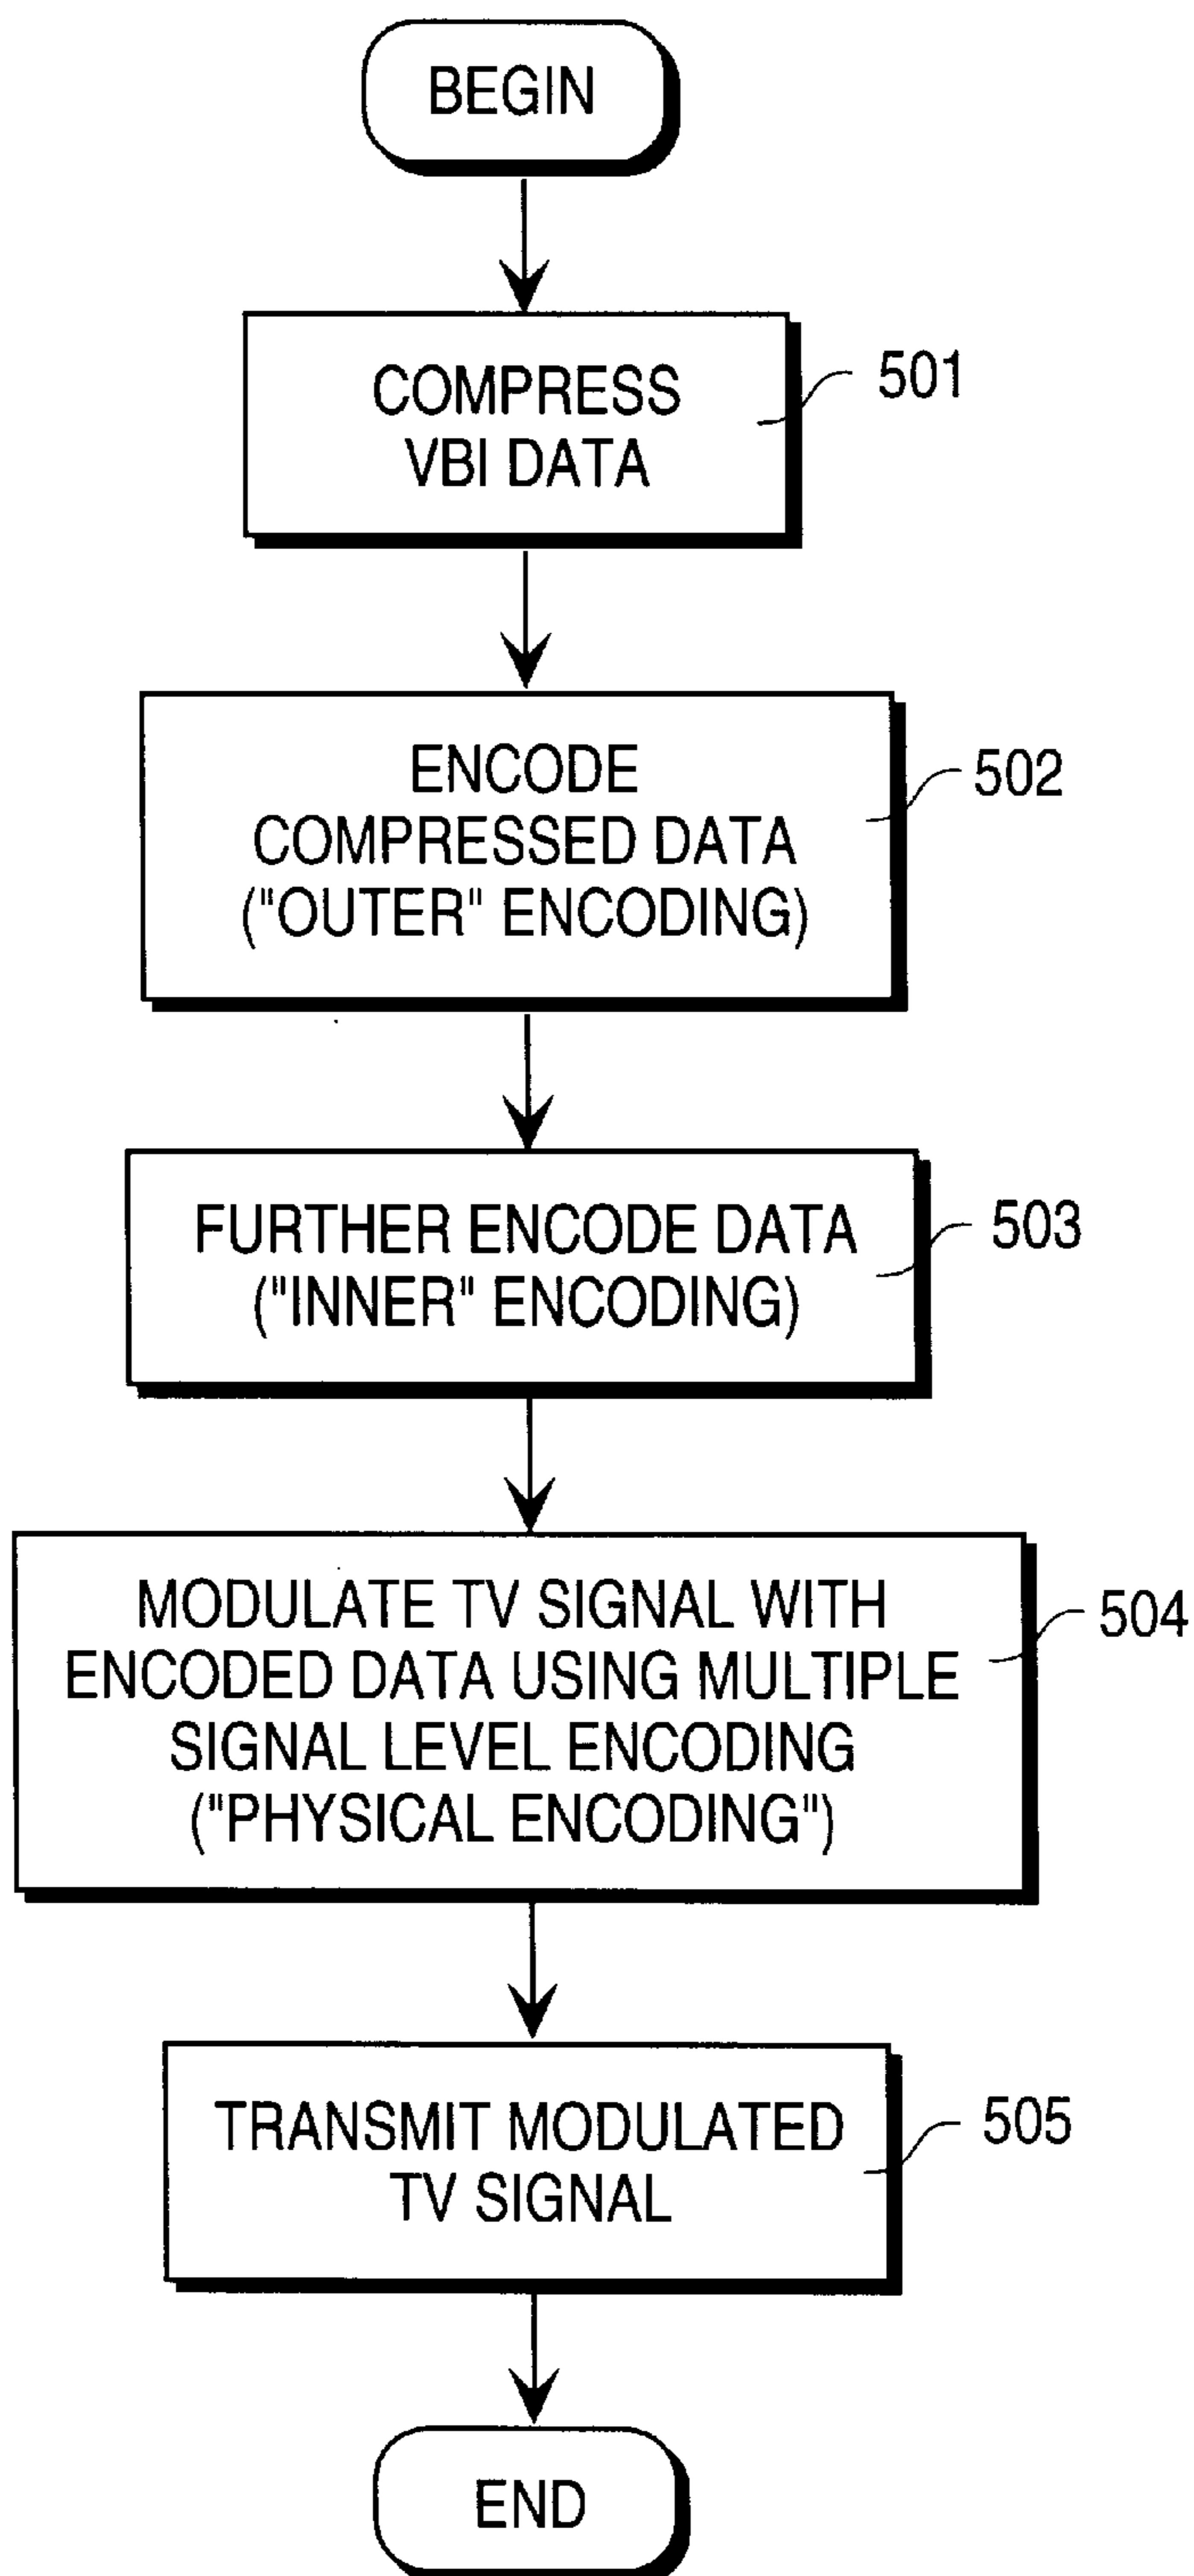 BEGIN
COMPRESS
VBI DATA
501
ENCODE
COMPRESSED DATA
("OUTER" ENCODING)
502
FURTHER ENCODE DATA
("INNER" ENCODING)
503
MODULATE TV SIGNAL WITH
ENCODED DATA USING MULTIPLE
SIGNAL LEVEL ENCODING
("PHYSICAL ENCODING")
504
TRANSMIT MODULATED
TV SIGNAL
505
END